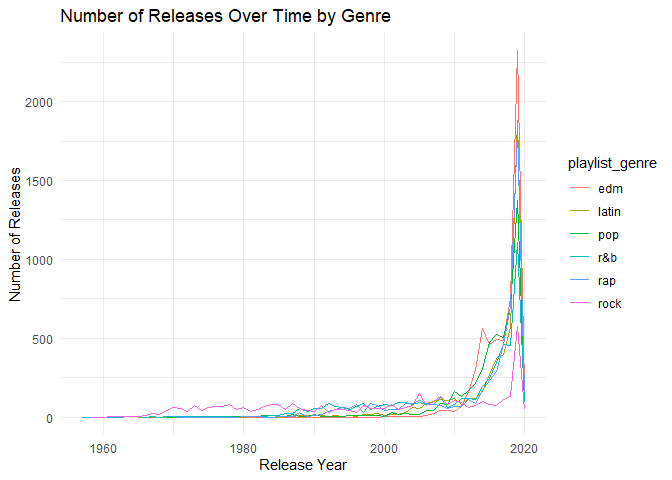 Number of Releases Over Time by Genre
Number of Releases
2000
1500
1000
500
0
1960
1980
2000
2020
Release Year
playlist_genre
edm
latin
pop
r&b
rap
rock